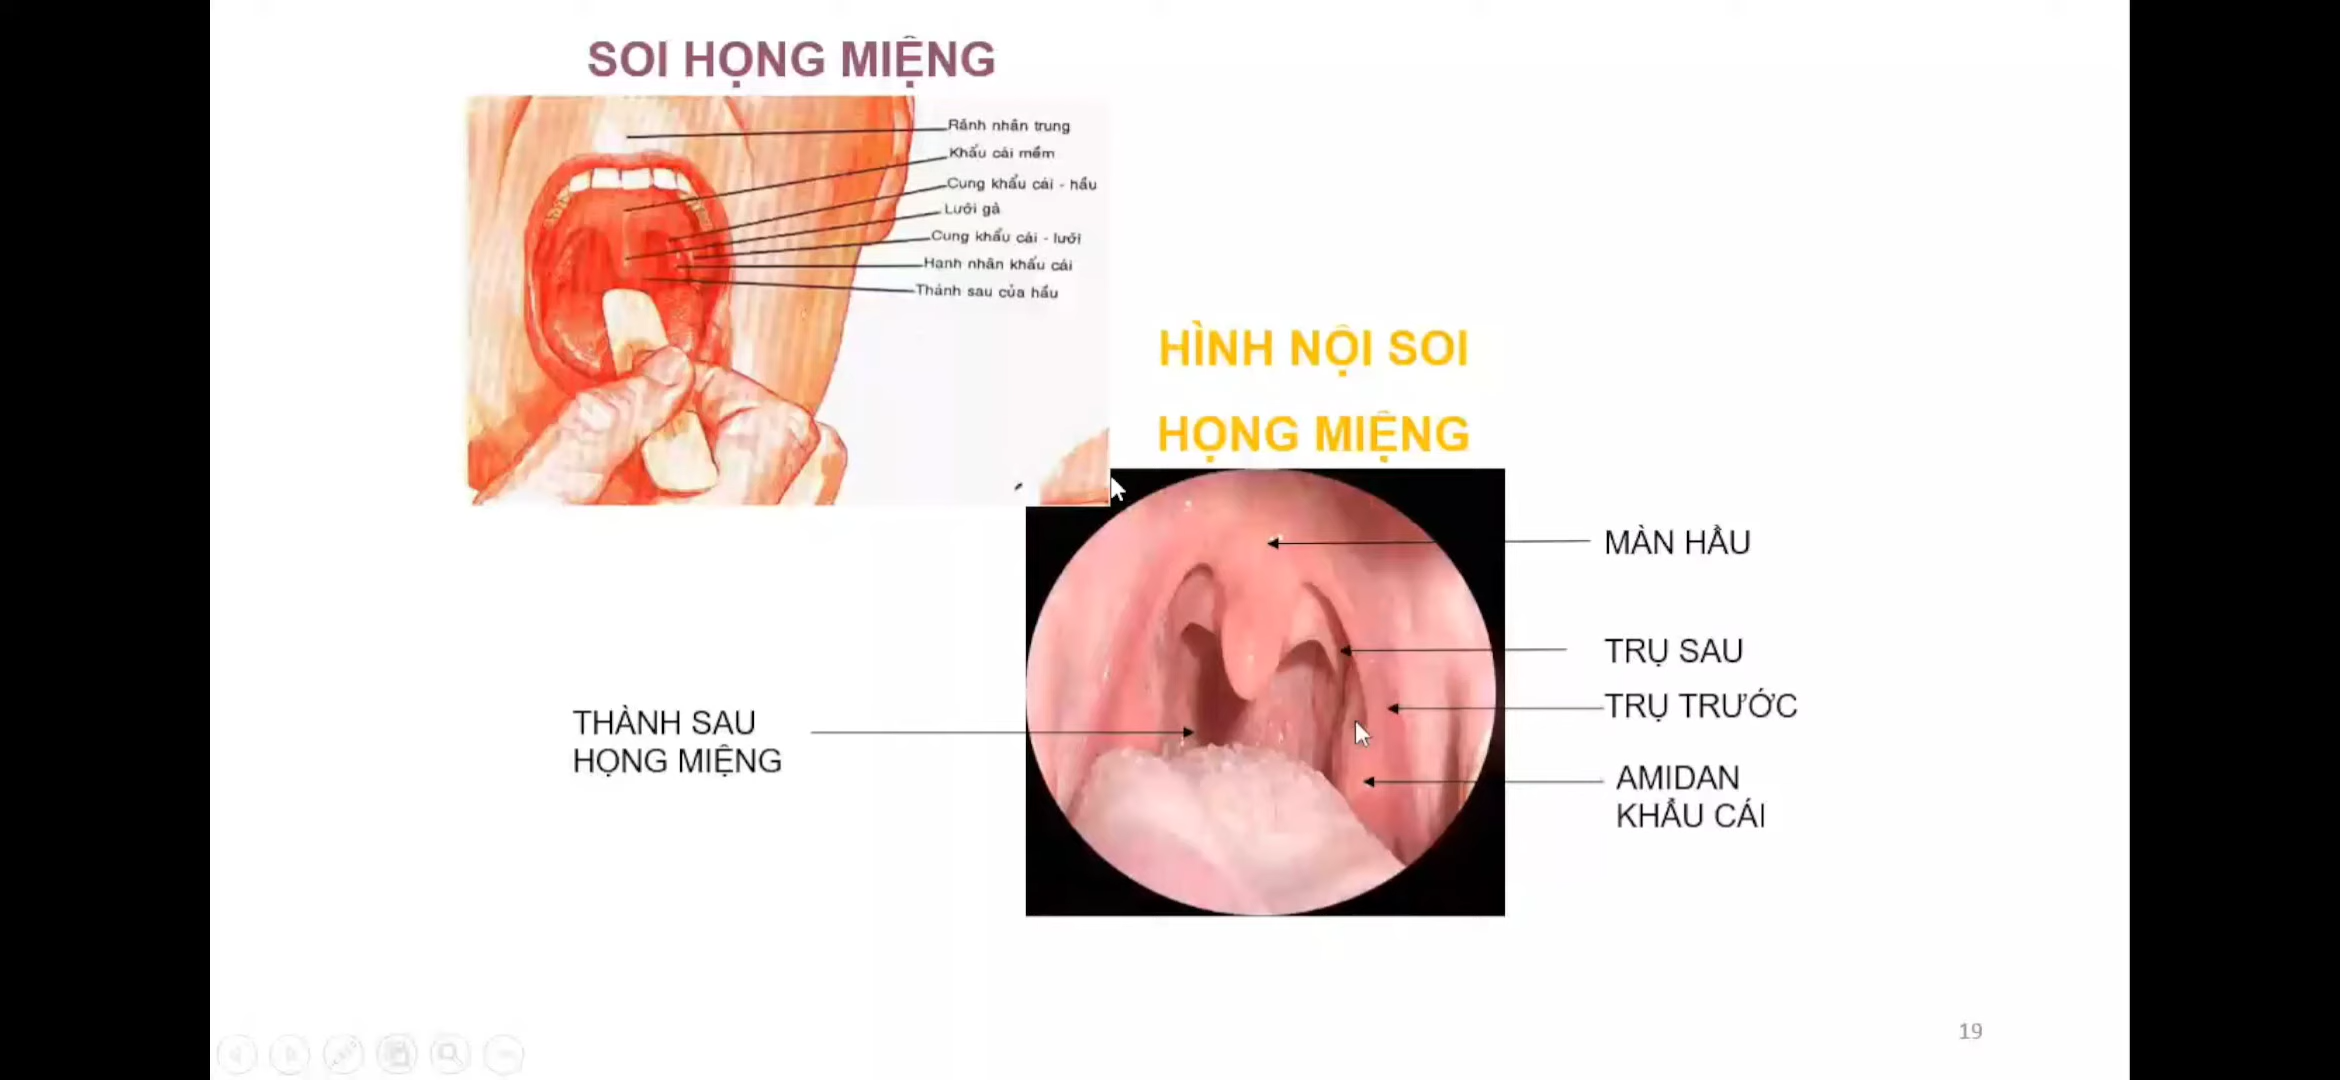 SOI HỌNG MIỆNG
Rãnh nhân trung
Khẩu cái mềm
Cung khẩu cái - hầu
Lưỡi gà
Cung khẩu cái - lưỡi
Hạnh nhân khẩu cái
Thành sau của hầu
HÌNH NỘI SOI
HỌNG MIỆNG
MÀN HẦU
TRỤ SAU
TRỤ TRƯỚC
THÀNH SAU
HỌNG MIỆNG
AMIDAN
KHẨU CÁI
19